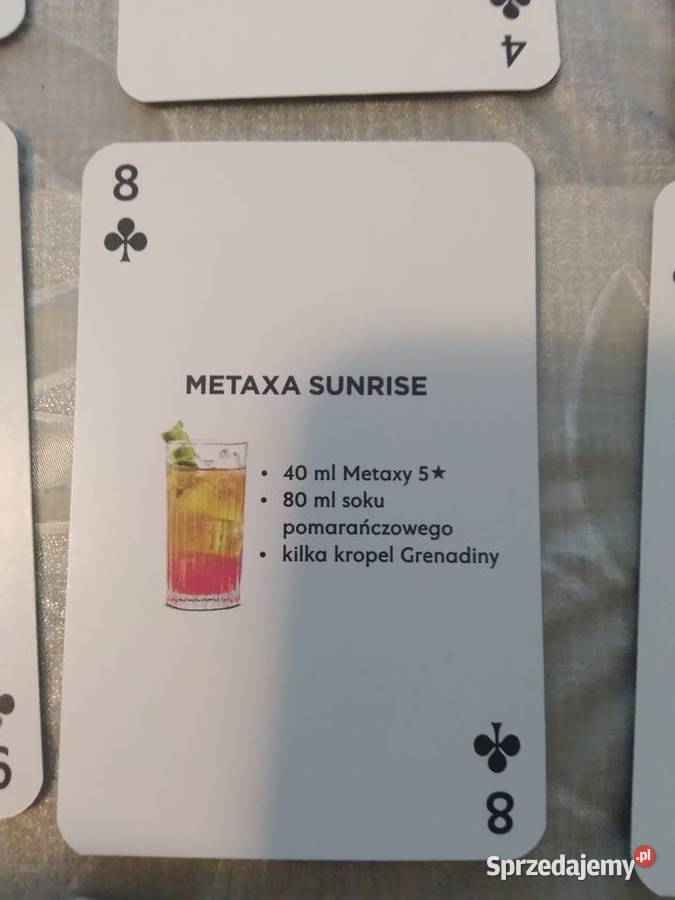 4
8
METAXA SUNRISE
• 40 ml Metaxy 5★
• 80 ml soku
pomarańczowego
• kilka kropel Grenadiny
8
Sprzedajemy.pl